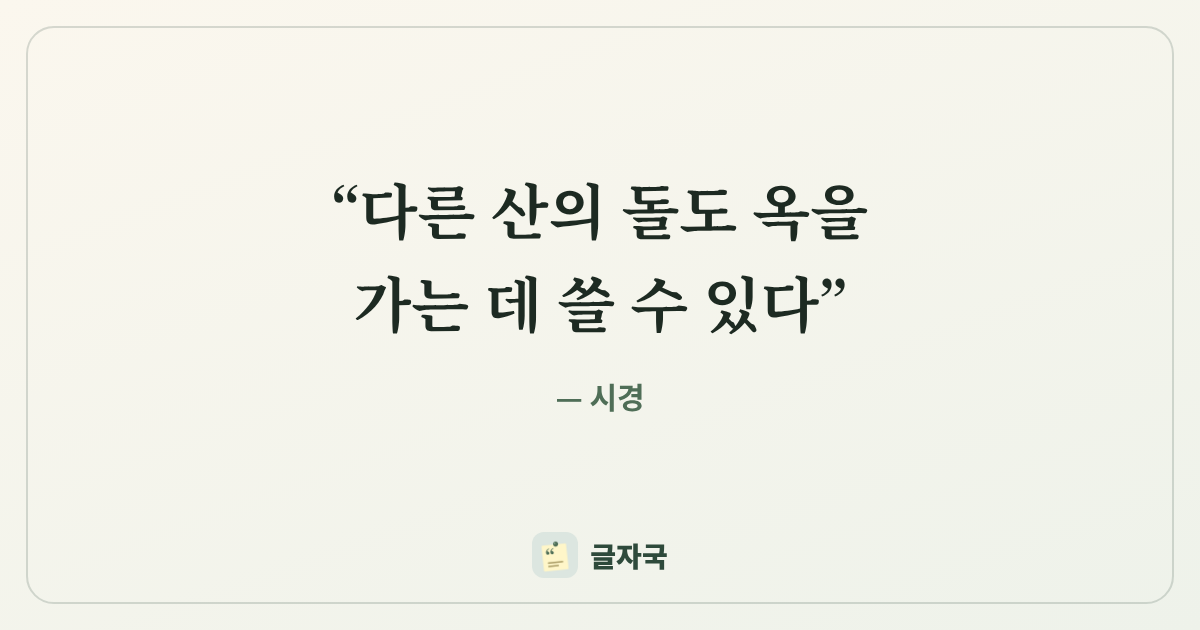 “다른 산의 돌도 옥을
가는 데 쓸 수 있다”
— 시경
글자국